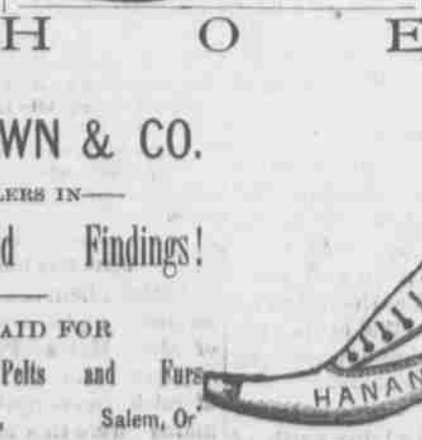 H O E
WN & CO.
LERS IN
d Findings!
AID FOR
Pelts and Furs
Salem, Or
HANAN